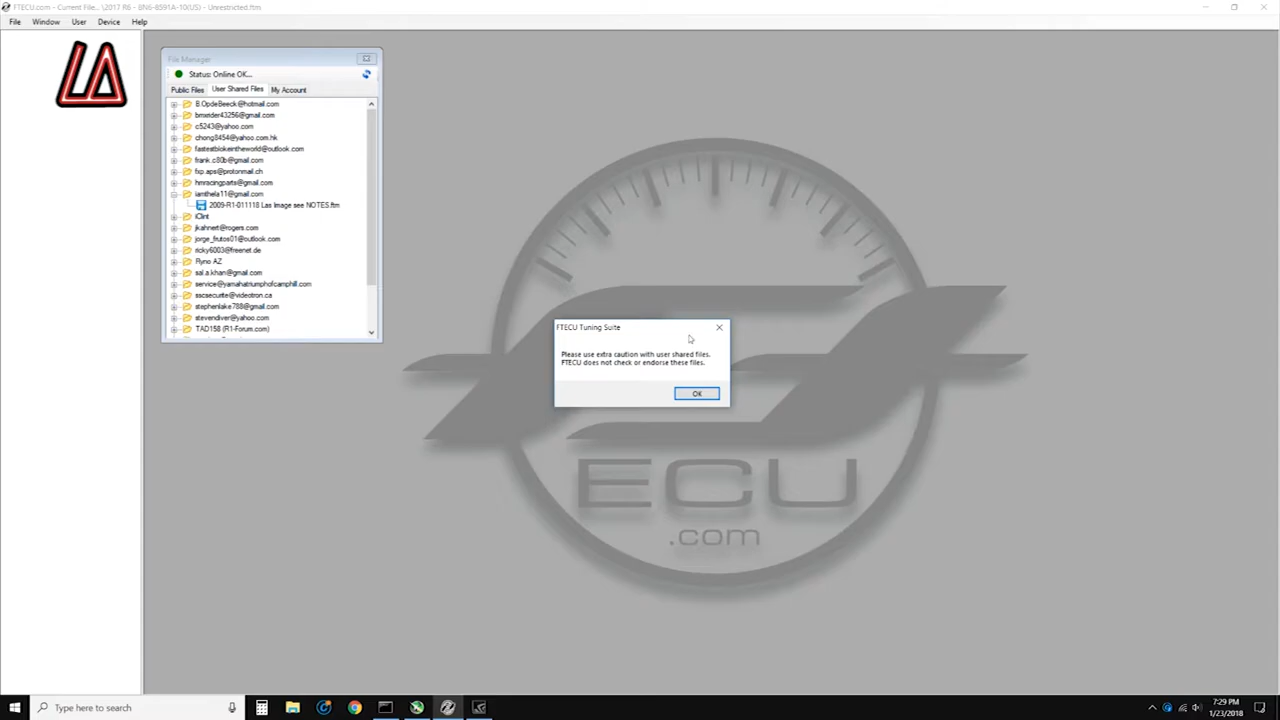 FTECU.com - Current File... \2017 R6 - BN6-8591A-10(US) - Unrestricted.ftm
File Window User Device Help
LA
File Manager
Status: Online OK...
Public Files User Shared Files My Account
B.OpdeBeeck@hotmail.com
bmxrider43256@gmail.com
c5243@yahoo.com
chong8454@yahoo.com.hk
fastestblokeintheworld@outlook.com
frank.c80b@gmail.com
fxp.aps@protonmail.ch
hmracingparts@gmail.com
iamthela11@gmail.com
2009-R1-011118 Las Image see NOTES.ftm
iClint
jkahnert@rogers.com
jorge_frutos01@outlook.com
ricky6003@freenet.de
Ryno AZ
sal.a.khan@gmail.com
service@yamahatriumphofcamphill.com
sscsecurite@videotron.ca
stephenlake788@gmail.com
stevendiver@yahoo.com
TAD158 (R1-Forum.com)
FTECU Tuning Suite
Please use extra caution with user shared files.
FTECU does not check or endorse these files.
OK
ECU
.com
Type here to search
7:29 PM
1/23/2018